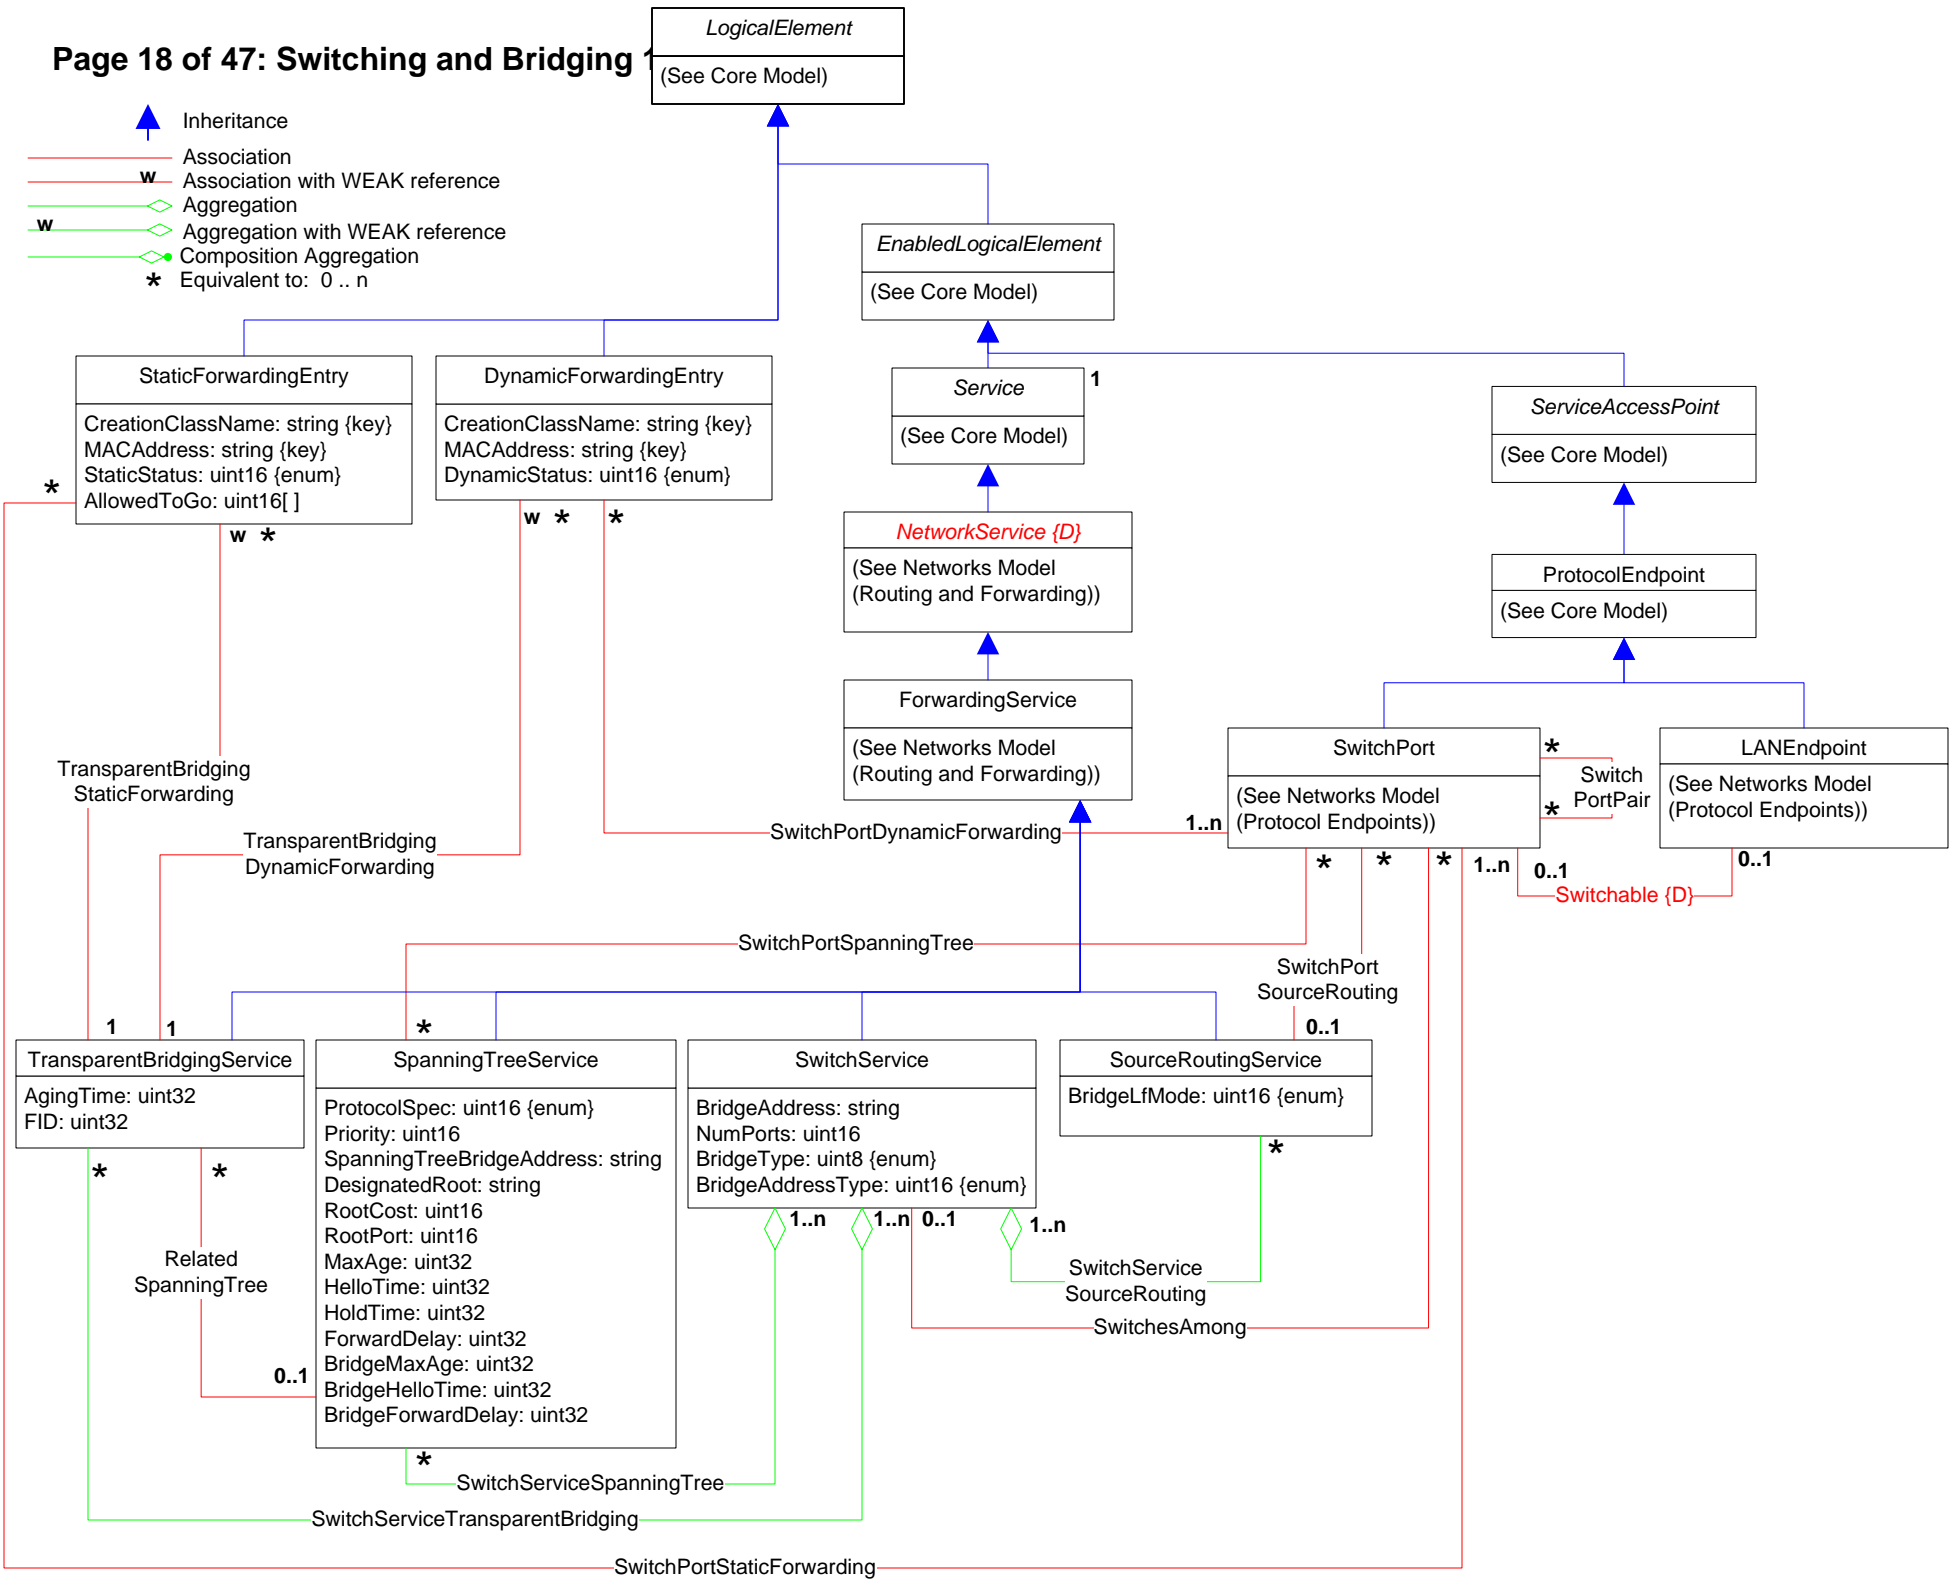 Page 18 of 47: Switching and Bridging 1
LogicalElement
(See Core Model)
Inheritance
Association
w
Association with WEAK reference
Aggregation
w
Aggregation with WEAK reference
Composition Aggregation
* Equivalent to: 0 .. n
EnabledLogicalElement
(See Core Model)
StaticForwardingEntry
CreationClassName: string {key}
MACAddress: string {key}
StaticStatus: uint16 {enum}
AllowedToGo: uint16[ ]
*
w *
DynamicForwardingEntry
CreationClassName: string {key}
MACAddress: string {key}
DynamicStatus: uint16 {enum}
w * *
Service
(See Core Model)
1
ServiceAccessPoint
(See Core Model)
NetworkService {D}
(See Networks Model
(Routing and Forwarding))
ProtocolEndpoint
(See Core Model)
ForwardingService
(See Networks Model
(Routing and Forwarding))
SwitchPort
(See Networks Model
(Protocol Endpoints))
*
Switch
PortPair
*
LANEndpoint
(See Networks Model
(Protocol Endpoints))
TransparentBridging
StaticForwarding
TransparentBridging
DynamicForwarding
SwitchPortDynamicForwarding
1..n
* * * 1..n 0..1
0..1
Switchable {D}
SwitchPortSpanningTree
SwitchPort
SourceRouting
1 1 * 0..1
TransparentBridgingService
AgingTime: uint32
FID: uint32
* *
SpanningTreeService
ProtocolSpec: uint16 {enum}
Priority: uint16
SpanningTreeBridgeAddress: string
DesignatedRoot: string
RootCost: uint16
RootPort: uint16
MaxAge: uint32
HelloTime: uint32
HoldTime: uint32
ForwardDelay: uint32
BridgeMaxAge: uint32
BridgeHelloTime: uint32
BridgeForwardDelay: uint32
SwitchService
BridgeAddress: string
NumPorts: uint16
BridgeType: uint8 {enum}
BridgeAddressType: uint16 {enum}
1..n 1..n 0..1 1..n
SourceRoutingService
BridgeLfMode: uint16 {enum}
*
Related
SpanningTree
0..1
SwitchService
SourceRouting
SwitchesAmong
*
SwitchServiceSpanningTree
SwitchServiceTransparentBridging
SwitchPortStaticForwarding